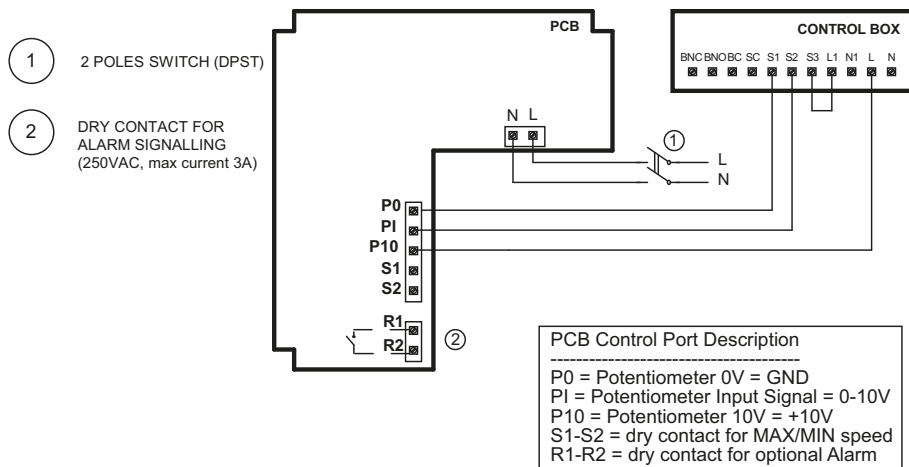 PCB
CONTROL BOX
BNC BNO BC SC S1 S2 S3 L1 N1 L N
1
2 POLES SWITCH (DPST)
2
DRY CONTACT FOR
ALARM SIGNALLING
(250VAC, max current 3A)
N L
1
L
N
P0
PI
P10
S1
S2
R1
R2
2
PCB Control Port Description
----------------------------------------
P0 = Potentiometer 0V = GND
PI = Potentiometer Input Signal = 0-10V
P10 = Potentiometer 10V = +10V
S1-S2 = dry contact for MAX/MIN speed
R1-R2 = dry contact for optional Alarm